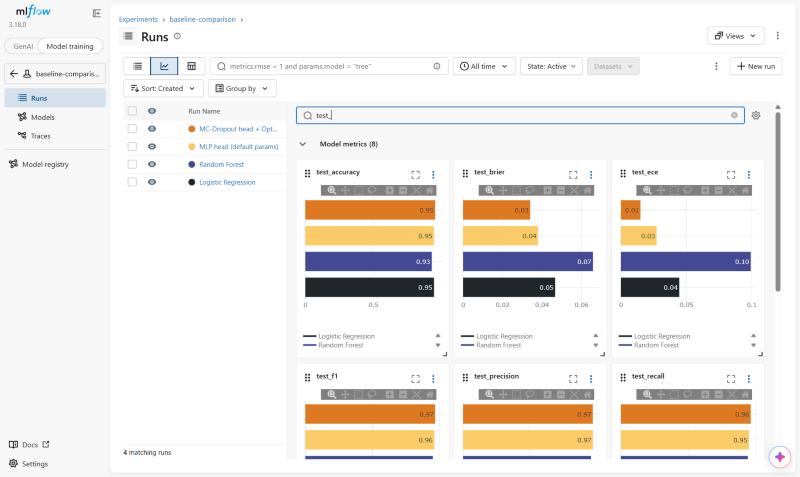 mlflow
3.18.0
GenAI
Model training
baseline-comparis...
Runs
Models
Traces
Model registry
Docs
Settings
Experiments > baseline-comparison >
Runs
Views
metrics.rmse < 1 and params.model = "tree"
All time
State: Active
Datasets
New run
Sort: Created
Group by
Run Name
MC-Dropout head + Opt...
MLP head (default params)
Random Forest
Logistic Regression
4 matching runs
test_
Model metrics (8)
test_accuracy
0.95
0.95
0.93
0.95
0
0.5
Logistic Regression
Random Forest
test_brier
0.03
0.04
0.07
0.05
0
0.02
0.04
0.06
Logistic Regression
Random Forest
test_ece
0.01
0.03
0.10
0.04
0
0.05
0.1
Logistic Regression
Random Forest
test_f1
0.97
0.96
test_precision
0.97
0.97
test_recall
0.96
0.95